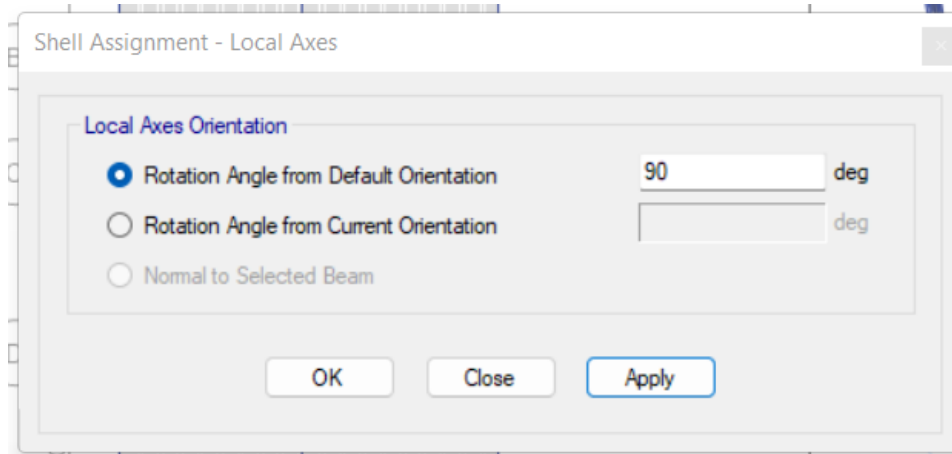 Shell Assignment - Local Axes
B
Local Axes Orientation
Rotation Angle from Default Orientation 90 deg
C
Rotation Angle from Current Orientation deg
Normal to Selected Beam
D
OK Close Apply